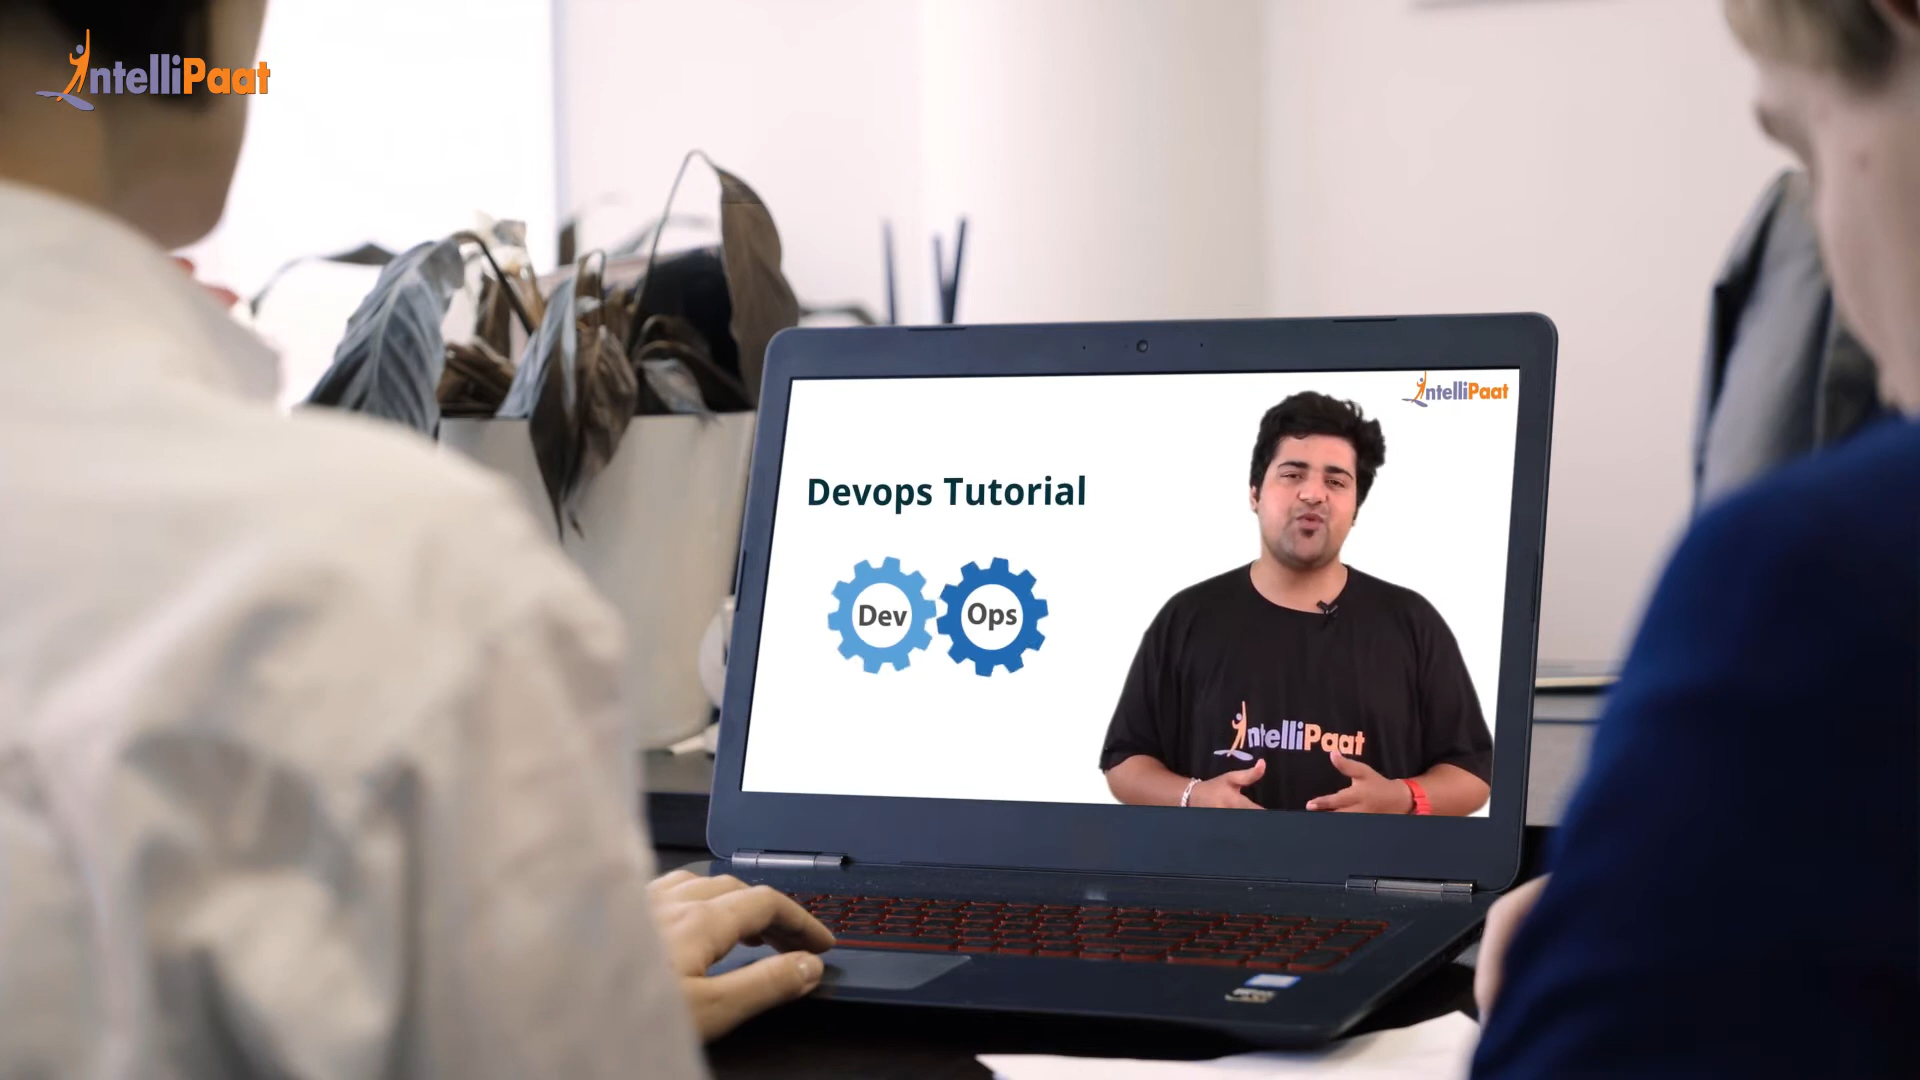 IntelliPaat
IntelliPaat
Devops Tutorial
Dev Ops
IntelliPaat